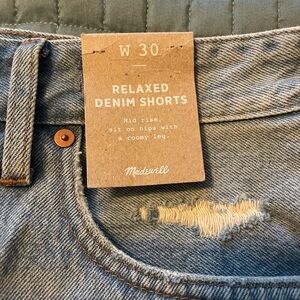 W 30
RELAXED
DENIM SHORTS
Mid rise,
sit on hips with
a roomy leg.
Madewell